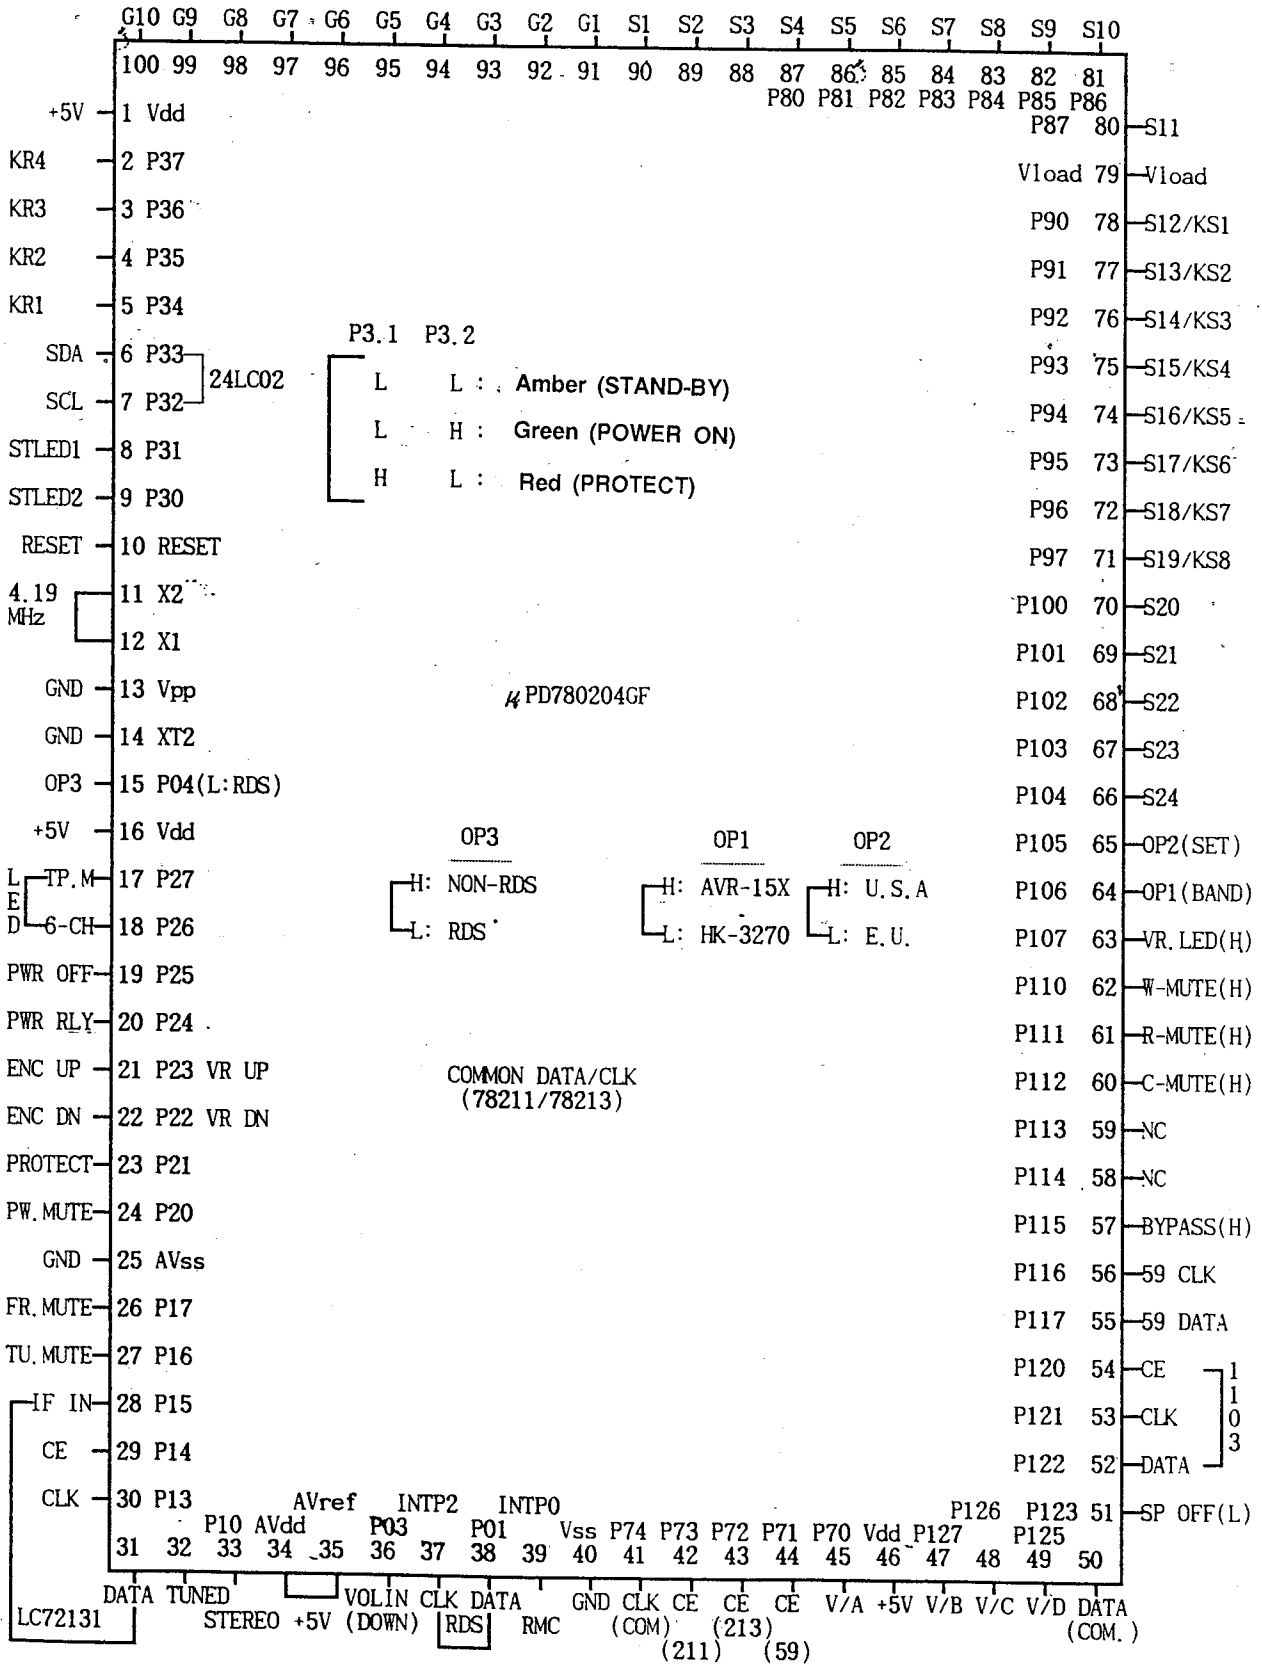 G10 G9 G8 G7 G6 G5 G4 G3 G2 G1 S1 S2 S3 S4 S5 S6 S7 S8 S9 S10
100 99 98 97 96 95 94 93 92 91 90 89 88 87 86 85 84 83 82 81
P80 P81 P82 P83 P84 P85 P86
+5V 1 Vdd
P87 80 S11
KR4 2 P37
Vload 79 Vload
KR3 3 P36
P90 78 S12/KS1
KR2 4 P35
P91 77 S13/KS2
KR1 5 P34
P92 76 S14/KS3
P3.1 P3.2
SDA 6 P33
P93 75 S15/KS4
24LC02
L L : Amber (STAND-BY)
SCL 7 P32
P94 74 S16/KS5
L H : Green (POWER ON)
STLED1 8 P31
P95 73 S17/KS6
H L : Red (PROTECT)
STLED2 9 P30
P96 72 S18/KS7
RESET 10 RESET
P97 71 S19/KS8
4.19
MHz
11 X2
P100 70 S20
12 X1
P101 69 S21
GND 13 Vpp
μPD780204GF
P102 68 S22
GND 14 XT2
P103 67 S23
OP3 15 P04(L:RDS)
P104 66 S24
+5V 16 Vdd
OP3 OP1 OP2
P105 65 OP2(SET)
LED
TP.M 17 P27
H: NON-RDS H: AVR-15X H: U.S.A
P106 64 OP1(BAND)
6-CH 18 P26
L: RDS L: HK-3270 L: E.U.
P107 63 VR.LED(H)
PWR OFF 19 P25
P110 62 W-MUTE(H)
PWR RLY 20 P24
P111 61 R-MUTE(H)
ENC UP 21 P23 VR UP
COMMON DATA/CLK
(78211/78213)
P112 60 C-MUTE(H)
ENC DN 22 P22 VR DN
P113 59 NC
PROTECT 23 P21
P114 58 NC
PW.MUTE 24 P20
P115 57 BYPASS(H)
GND 25 AVss
P116 56 59 CLK
FR.MUTE 26 P17
P117 55 59 DATA
TU.MUTE 27 P16
P120 54 CE
1103
IF IN 28 P15
P121 53 CLK
CE 29 P14
P122 52 DATA
CLK 30 P13
AVref INTP2 INTP0
P126 P123 51 SP OFF(L)
P10 AVdd P03 P01 Vss P74 P73 P72 P71 P70 Vdd P127 P125
31 32 33 34 35 36 37 38 39 40 41 42 43 44 45 46 47 48 49 50
DATA TUNED VOLIN CLK DATA GND CLK CE CE CE V/A +5V V/B V/C V/D DATA
LC72131 STEREO +5V (DOWN) RDS RMC (COM) (213) (COM.)
(211) (59)